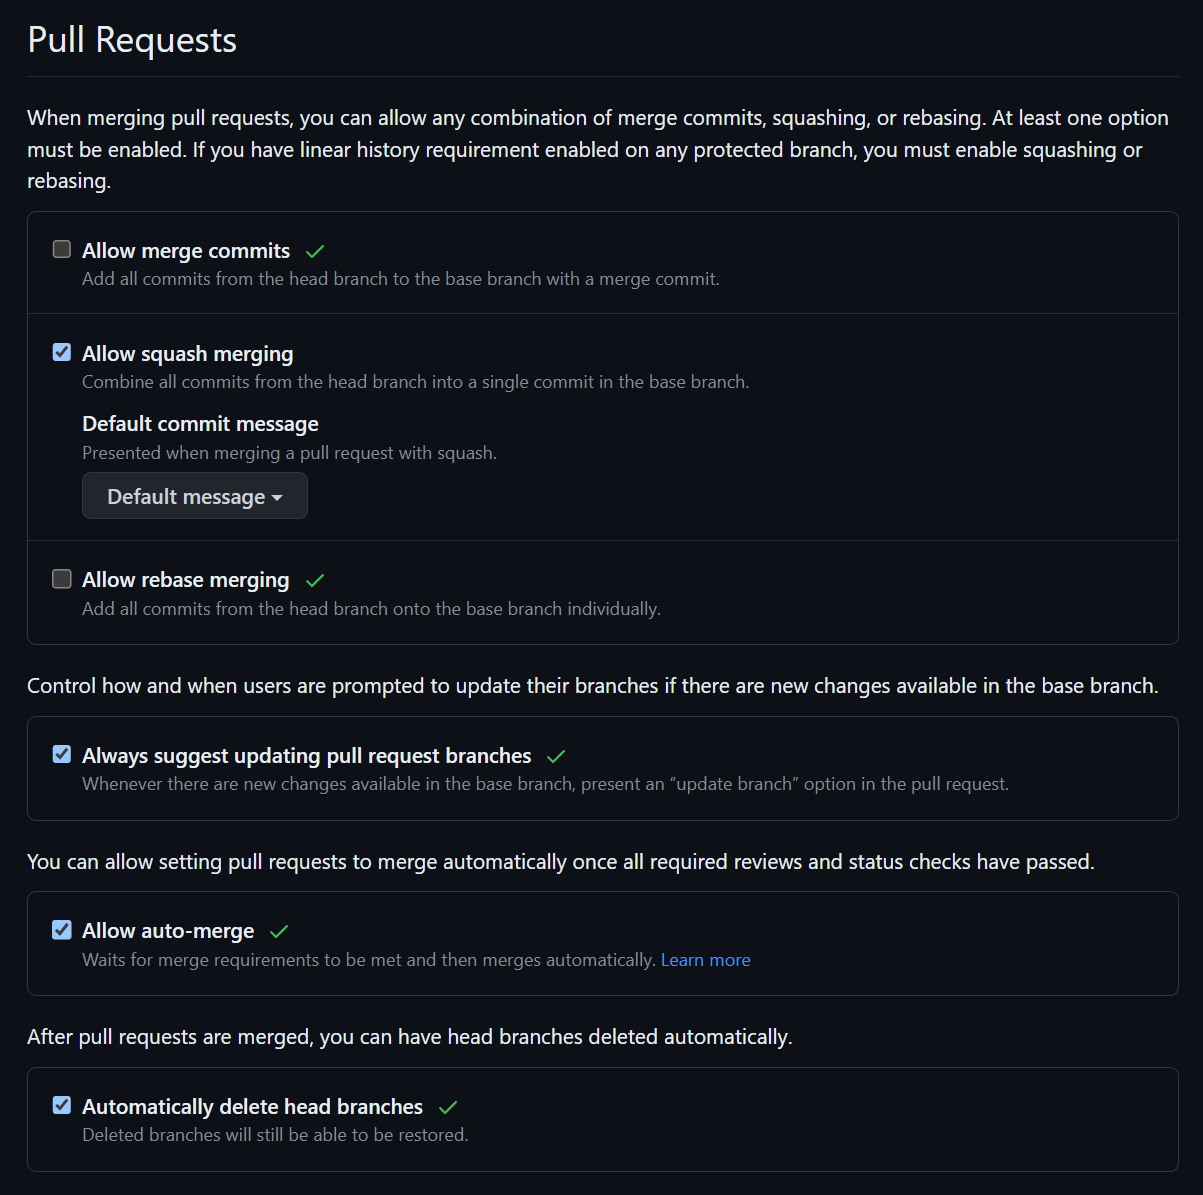 Pull Requests
When merging pull requests, you can allow any combination of merge commits, squashing, or rebasing. At least one option
must be enabled. If you have linear history requirement enabled on any protected branch, you must enable squashing or
rebasing.
Allow merge commits
Add all commits from the head branch to the base branch with a merge commit.
Allow squash merging
Combine all commits from the head branch into a single commit in the base branch.
Default commit message
Presented when merging a pull request with squash.
Default message
Allow rebase merging
Add all commits from the head branch onto the base branch individually.
Control how and when users are prompted to update their branches if there are new changes available in the base branch.
Always suggest updating pull request branches
Whenever there are new changes available in the base branch, present an “update branch” option in the pull request.
You can allow setting pull requests to merge automatically once all required reviews and status checks have passed.
Allow auto-merge
Waits for merge requirements to be met and then merges automatically. Learn more
After pull requests are merged, you can have head branches deleted automatically.
Automatically delete head branches
Deleted branches will still be able to be restored.